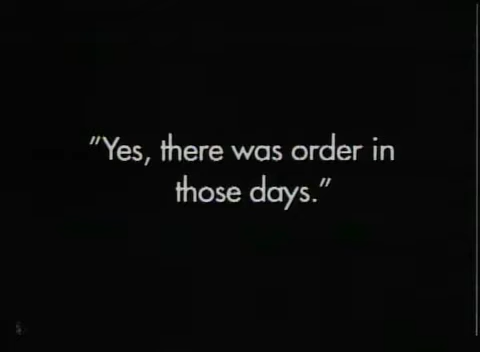 "Yes, there was order in
those days."